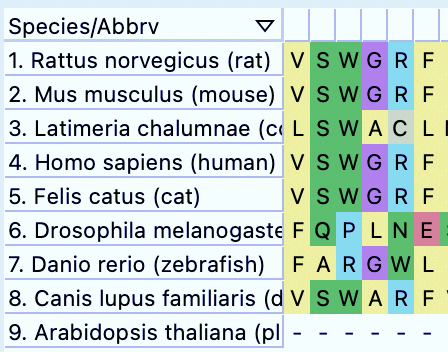 Species/Abbrv
1. Rattus norvegicus (rat) V S W G R F
2. Mus musculus (mouse) V S W G R F
3. Latimeria chalumnae (co L S W A C L
4. Homo sapiens (human) V S W G R F
5. Felis catus (cat) V S W G R F
6. Drosophila melanogaste F Q P L N E
7. Danio rerio (zebrafish) F A R G W L
8. Canis lupus familiaris (d V S W A R F
9. Arabidopsis thaliana (pl - - - - - -